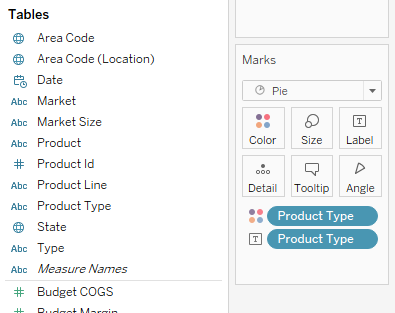 Tables
Area Code
Area Code (Location)
Date
Abc Market
Abc Market Size
Abc Product
# Product Id
Abc Product Line
Abc Product Type
State
Abc Type
Abc Measure Names
# Budget COGS
Budget Margin
Marks
Pie
Color Size T Label
Detail Tooltip Angle
Product Type
T Product Type